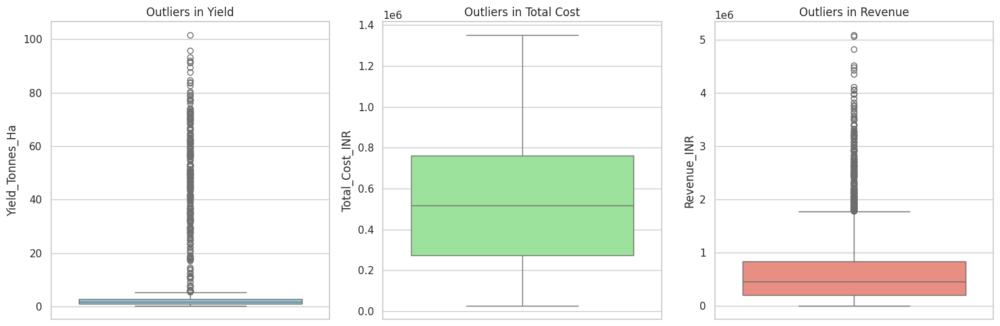 Outliers in Yield
Yield_Tonnes_Ha
100
80
60
40
20
0
Outliers in Total Cost
1e6
Total_Cost_INR
1.4
1.2
1.0
0.8
0.6
0.4
0.2
0.0
Outliers in Revenue
1e6
Revenue_INR
5
4
3
2
1
0